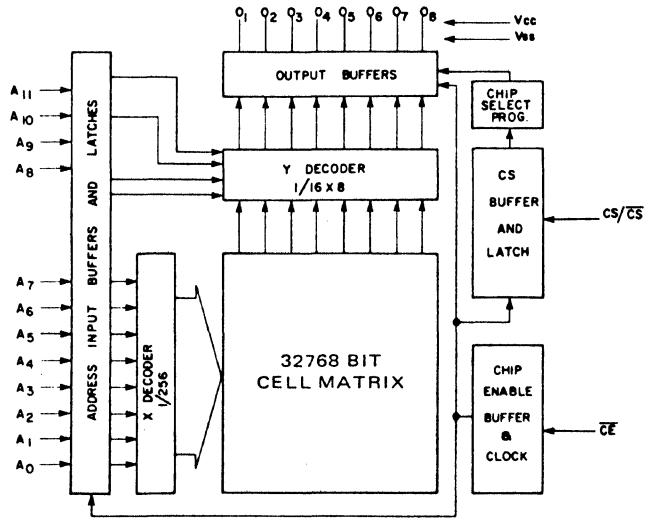 O1 O2 O3 O4 O5 O6 O7 O8
Vcc
Vss
OUTPUT BUFFERS
CHIP
SELECT
PROG.
A11
A10
A9
A8
ADDRESS INPUT BUFFERS AND LATCHES
Y DECODER
1/16 X 8
CS
BUFFER
AND
LATCH
CS/C̅S̅
A7
A6
A5
A4
A3
A2
A1
A0
X DECODER
1/256
32768 BIT
CELL MATRIX
CHIP
ENABLE
BUFFER
&
CLOCK
C̅E̅